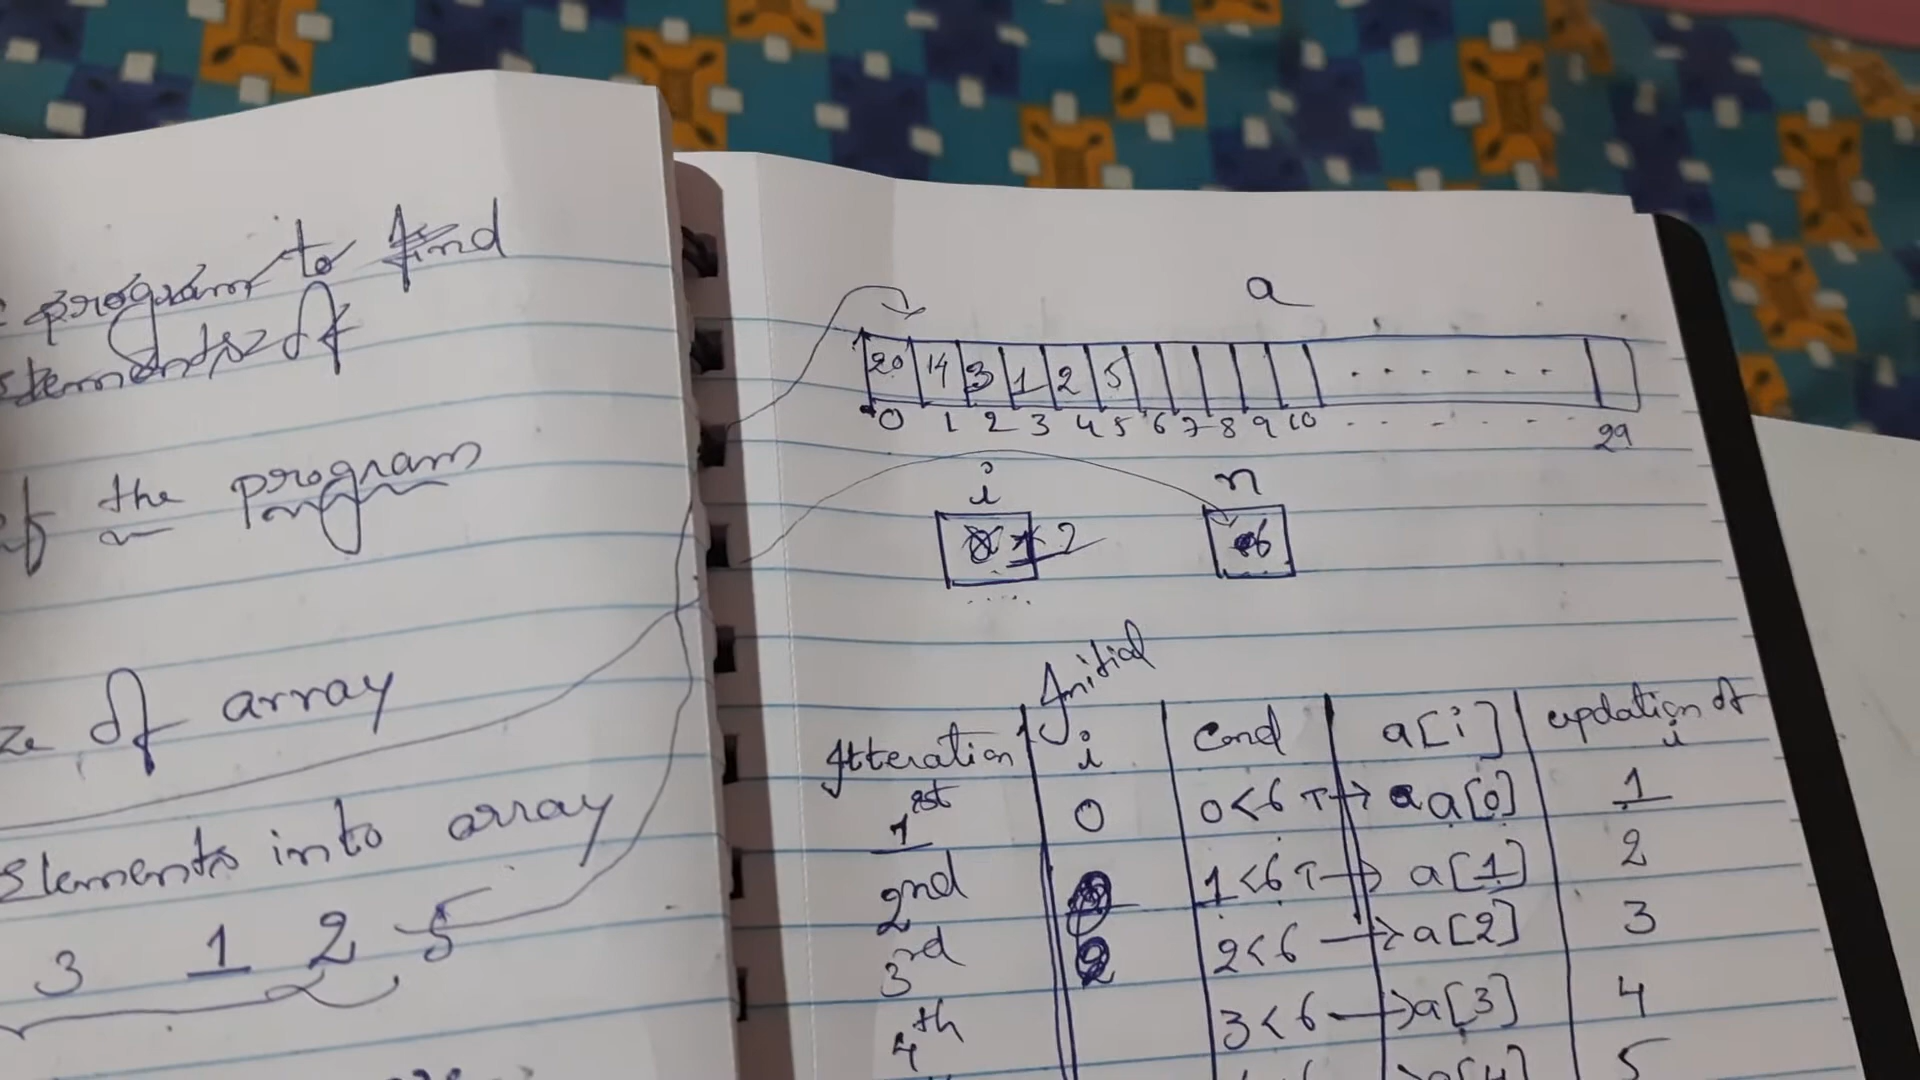 program to find
elements of
of the program
ze of array
elements into array
3 1 2 5
a
20 14 3 1 2 5
0 1 2 3 4 5 6 7 8 9 10 . . . . . . 29
i n
2 6
Initial
Itteration i Cond a[i] updation of i
1st 0 0<6 T → a[0] 1
2nd 1<6 T → a[1] 2
3rd 2 2<6 → a[2] 3
4th 3<6 → a[3] 4
a[4] 5